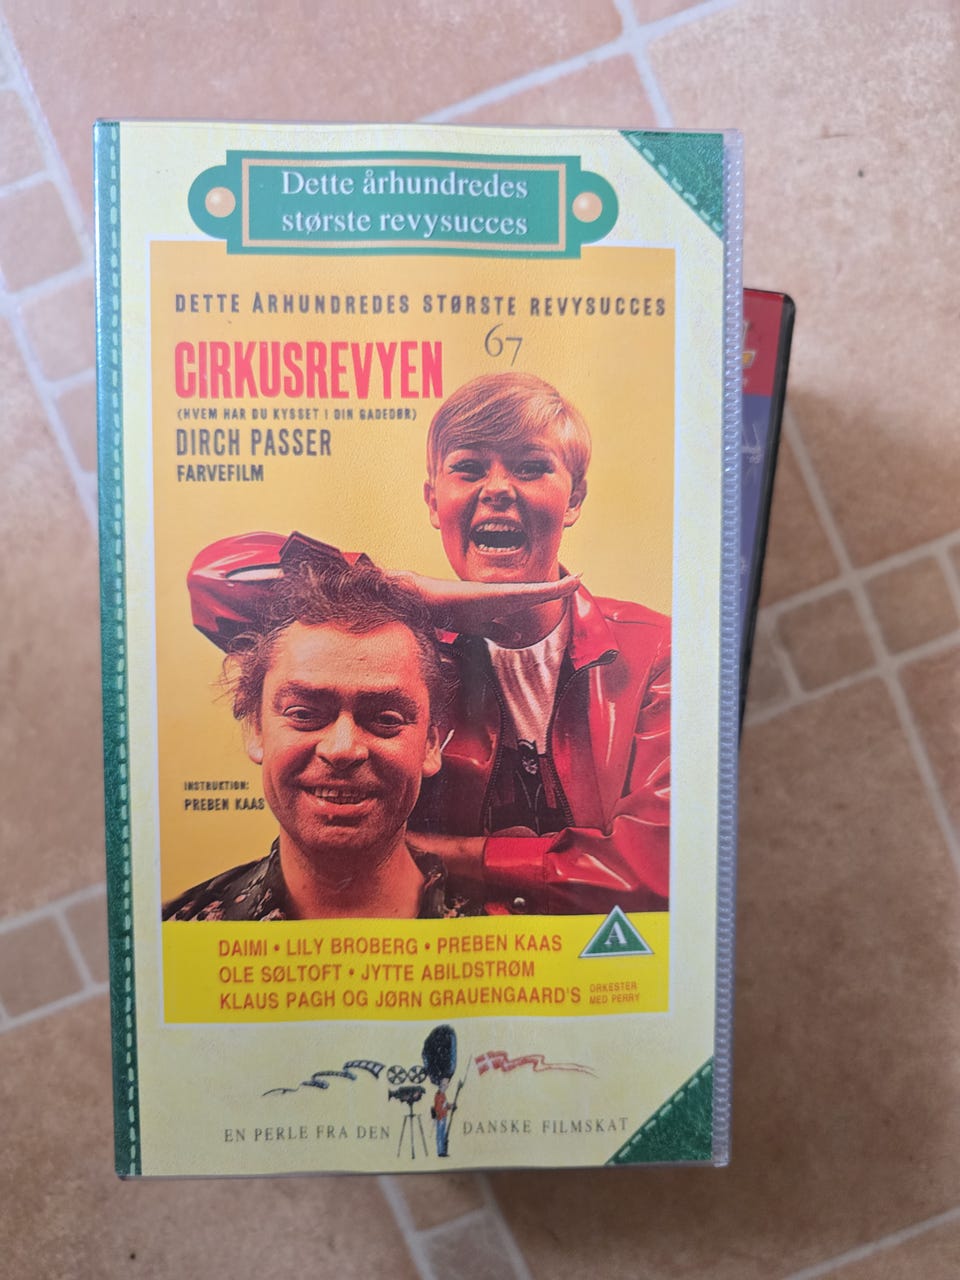 Dette århundredes
største revysucces
DETTE ÅRHUNDREDES STØRSTE REVYSUCCES
67
CIRKUSREVYEN
(HVEM HAR DU KYSSET I DIN GADEDØR)
DIRCH PASSER
FARVEFILM
INSTRUKTION:
PREBEN KAAS
A
DAIMI • LILY BROBERG • PREBEN KAAS
OLE SØLTOFT • JYTTE ABILDSTRØM
KLAUS PAGH OG JØRN GRAUENGAARD'S ORKESTER
MED PERRY
EN PERLE FRA DEN DANSKE FILMSKAT